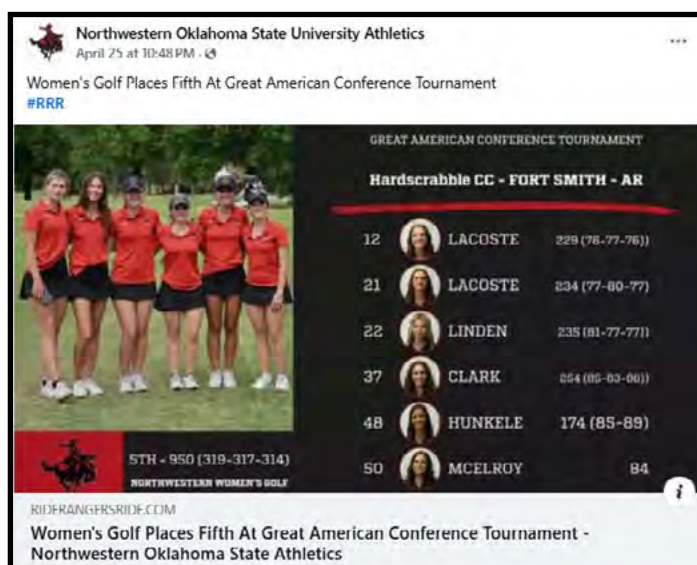 Northwestern Oklahoma State University Athletics
April 25 at 10:48 PM ·
Women's Golf Places Fifth At Great American Conference Tournament
#RRR
GREAT AMERICAN CONFERENCE TOURNAMENT
Hardscrabble CC - FORT SMITH - AR
12 LACOSTE 229 (76-77-76))
21 LACOSTE 234 (77-80-77)
22 LINDEN 235 (81-77-77))
37 CLARK
48 HUNKELE 174 (85-89)
50 MCELROY 84
5TH - 950 (319-317-314)
NORTHWESTERN WOMEN'S GOLF
RIDERANGERSRIDE.COM
Women's Golf Places Fifth At Great American Conference Tournament -
Northwestern Oklahoma State Athletics